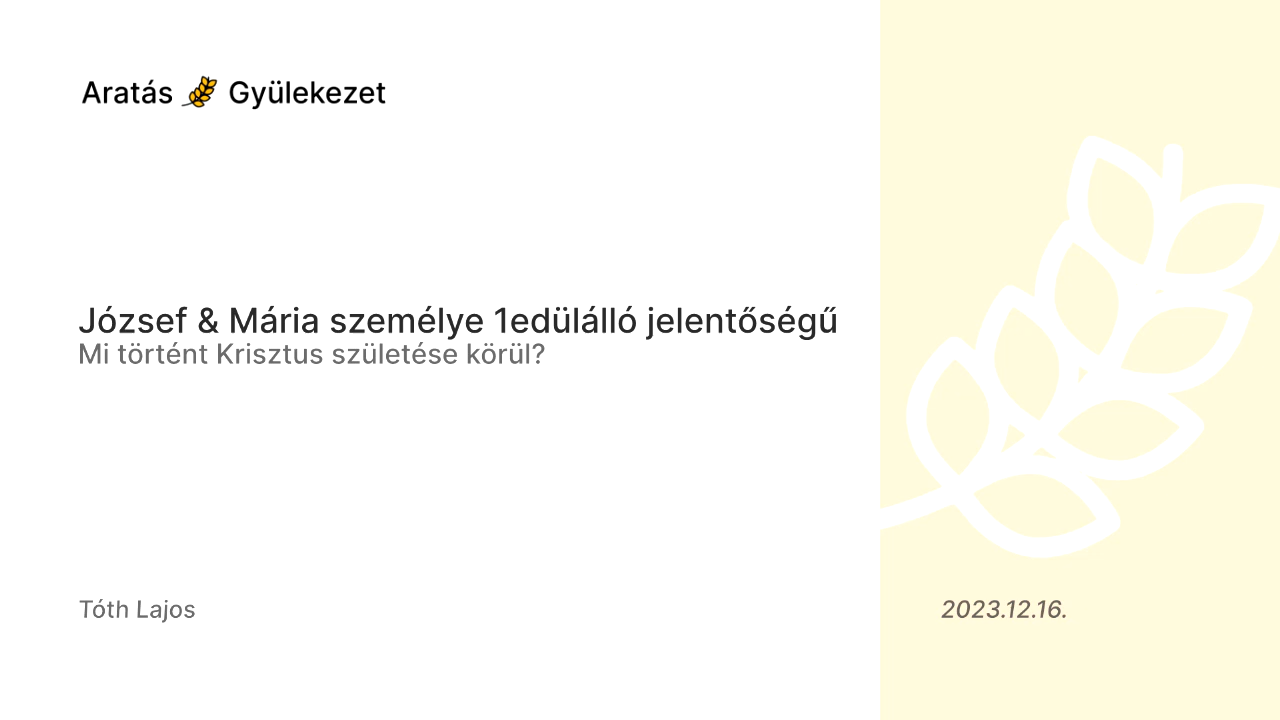 Aratás Gyülekezet
József & Mária személye 1edülálló jelentőségű
Mi történt Krisztus születése körül?
Tóth Lajos
2023.12.16.